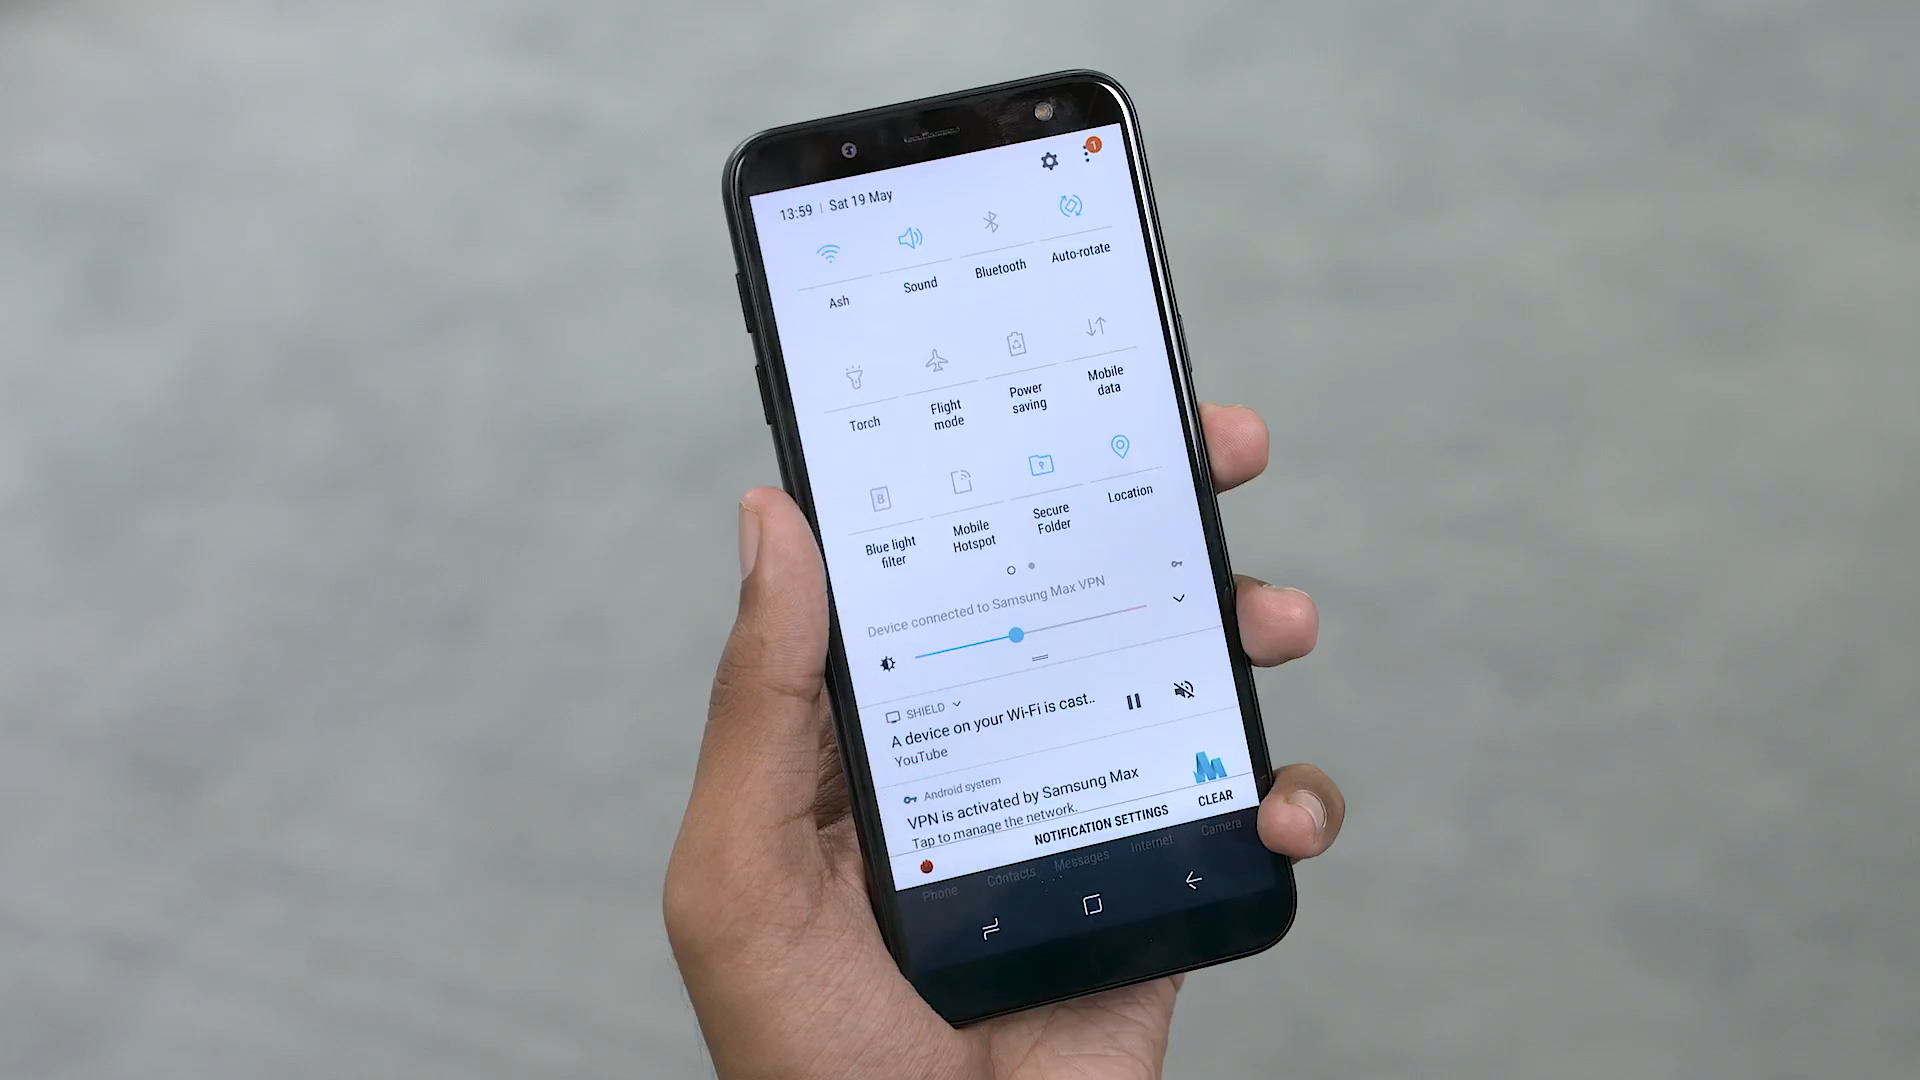 1
13:59 | Sat 19 May
Ash
Sound
Bluetooth
Auto-rotate
Torch
Flight
mode
Power
saving
Mobile
data
B
Blue light
filter
Mobile
Hotspot
Secure
Folder
Location
Device connected to Samsung Max VPN
SHIELD
A device on your Wi-Fi is cast..
YouTube
Android system
VPN is activated by Samsung Max
Tap to manage the network.
NOTIFICATION SETTINGS
CLEAR
Phone
Contacts
Messages
Internet
Camera